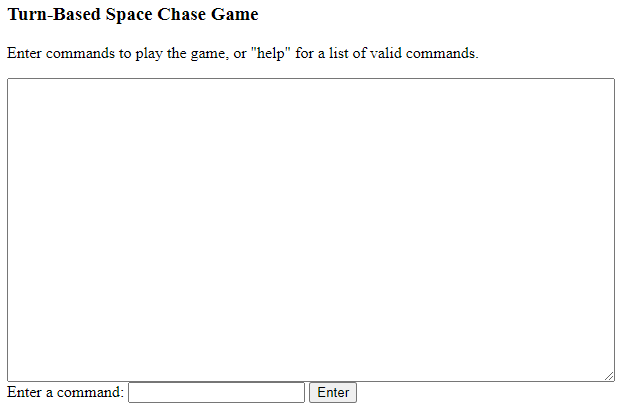 Turn-Based Space Chase Game
Enter commands to play the game, or "help" for a list of valid commands.
Enter a command: Enter